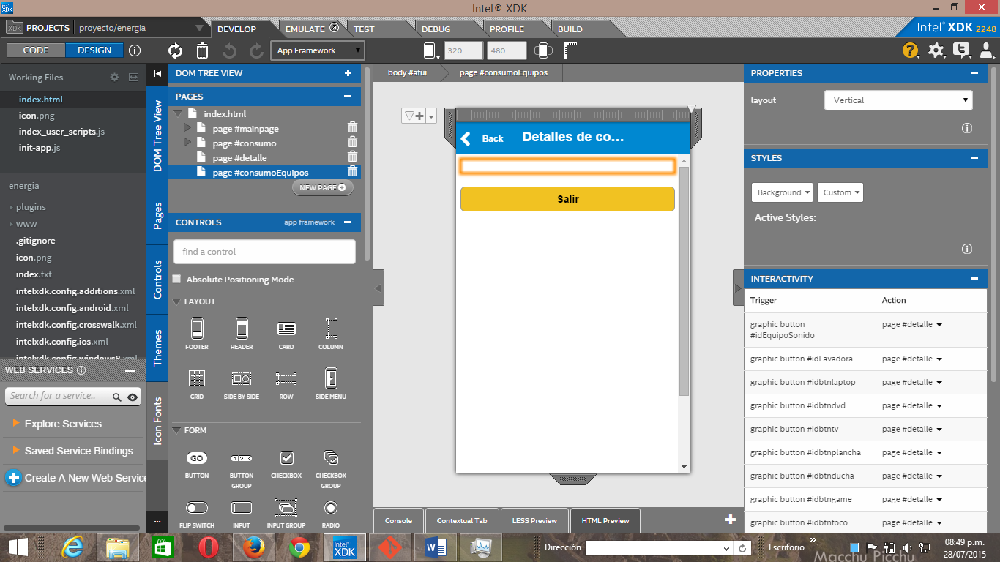 Intel® XDK
XDK PROJECTS proyecto/energia
DEVELOP EMULATE TEST DEBUG PROFILE BUILD
Intel® XDK 2248
CODE DESIGN App Framework 320 480
Working Files
index.html
icon.png
index_user_scripts.js
init-app.js
energia
plugins
www
.gitignore
icon.png
index.txt
intelxdk.config.additions.xml
intelxdk.config.android.xml
intelxdk.config.crosswalk.xml
intelxdk.config.ios.xml
intelxdk.config.windows8.xml
WEB SERVICES
Search for a service..
Explore Services
Saved Service Bindings
Create A New Web Service
DOM Tree View
Pages
Controls
Themes
Icon Fonts
...
DOM TREE VIEW
PAGES
index.html
page #mainpage
page #consumo
page #detalle
page #consumoEquipos
NEW PAGE
CONTROLS app framework
find a control
Absolute Positioning Mode
LAYOUT
FOOTER HEADER CARD COLUMN
GRID SIDE BY SIDE ROW SIDE MENU
FORM
GO 1 2 3
BUTTON BUTTON GROUP CHECKBOX CHECKBOX GROUP
FLIP SWITCH INPUT INPUT GROUP RADIO
body #afui page #consumoEquipos
Back Detalles de co...
Salir
Console Contextual Tab LESS Preview HTML Preview
PROPERTIES
layout Vertical
STYLES
Background Custom
Active Styles:
INTERACTIVITY
Trigger Action
graphic button #idEquipoSonido page #detalle
graphic button #idLavadora page #detalle
graphic button #idbtnlaptop page #detalle
graphic button #idbtndvd page #detalle
graphic button #idbtntv page #detalle
graphic button #idbtnplancha page #detalle
graphic button #idbtnducha page #detalle
graphic button #idbtngame page #detalle
graphic button #idbtnfoco page #detalle
Dirección Escritorio
08:49 p.m.
28/07/2015
Macchu Picchu